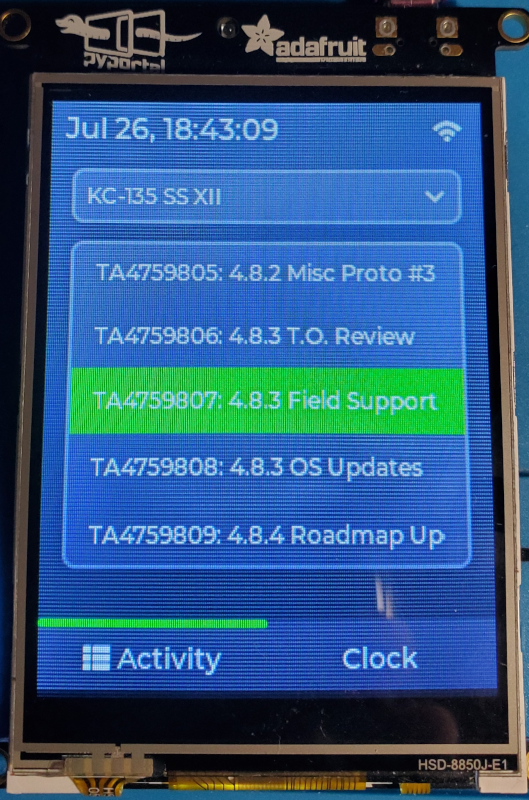 pyportal
adafruit
Jul 26, 18:43:09
KC-135 SS XII
TA4759805: 4.8.2 Misc Proto #3
TA4759806: 4.8.3 T.O. Review
TA4759807: 4.8.3 Field Support
TA4759808: 4.8.3 OS Updates
TA4759809: 4.8.4 Roadmap Up
Activity
Clock
HSD-8850J-E1